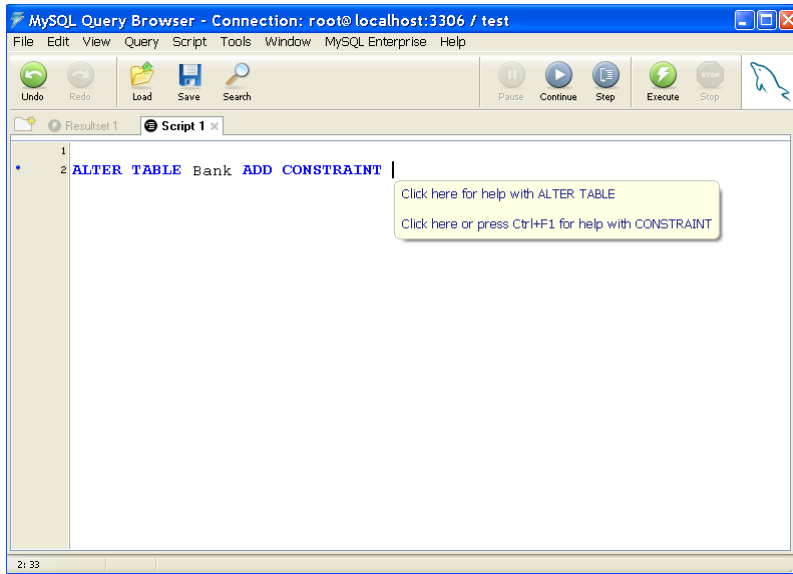 MySQL Query Browser - Connection: root@localhost:3306 / test
File Edit View Query Script Tools Window MySQL Enterprise Help
Undo Redo Load Save Search Pause Continue Step Execute Stop
Resultset 1 Script 1
1
2 ALTER TABLE Bank ADD CONSTRAINT
Click here for help with ALTER TABLE
Click here or press Ctrl+F1 for help with CONSTRAINT
2: 33